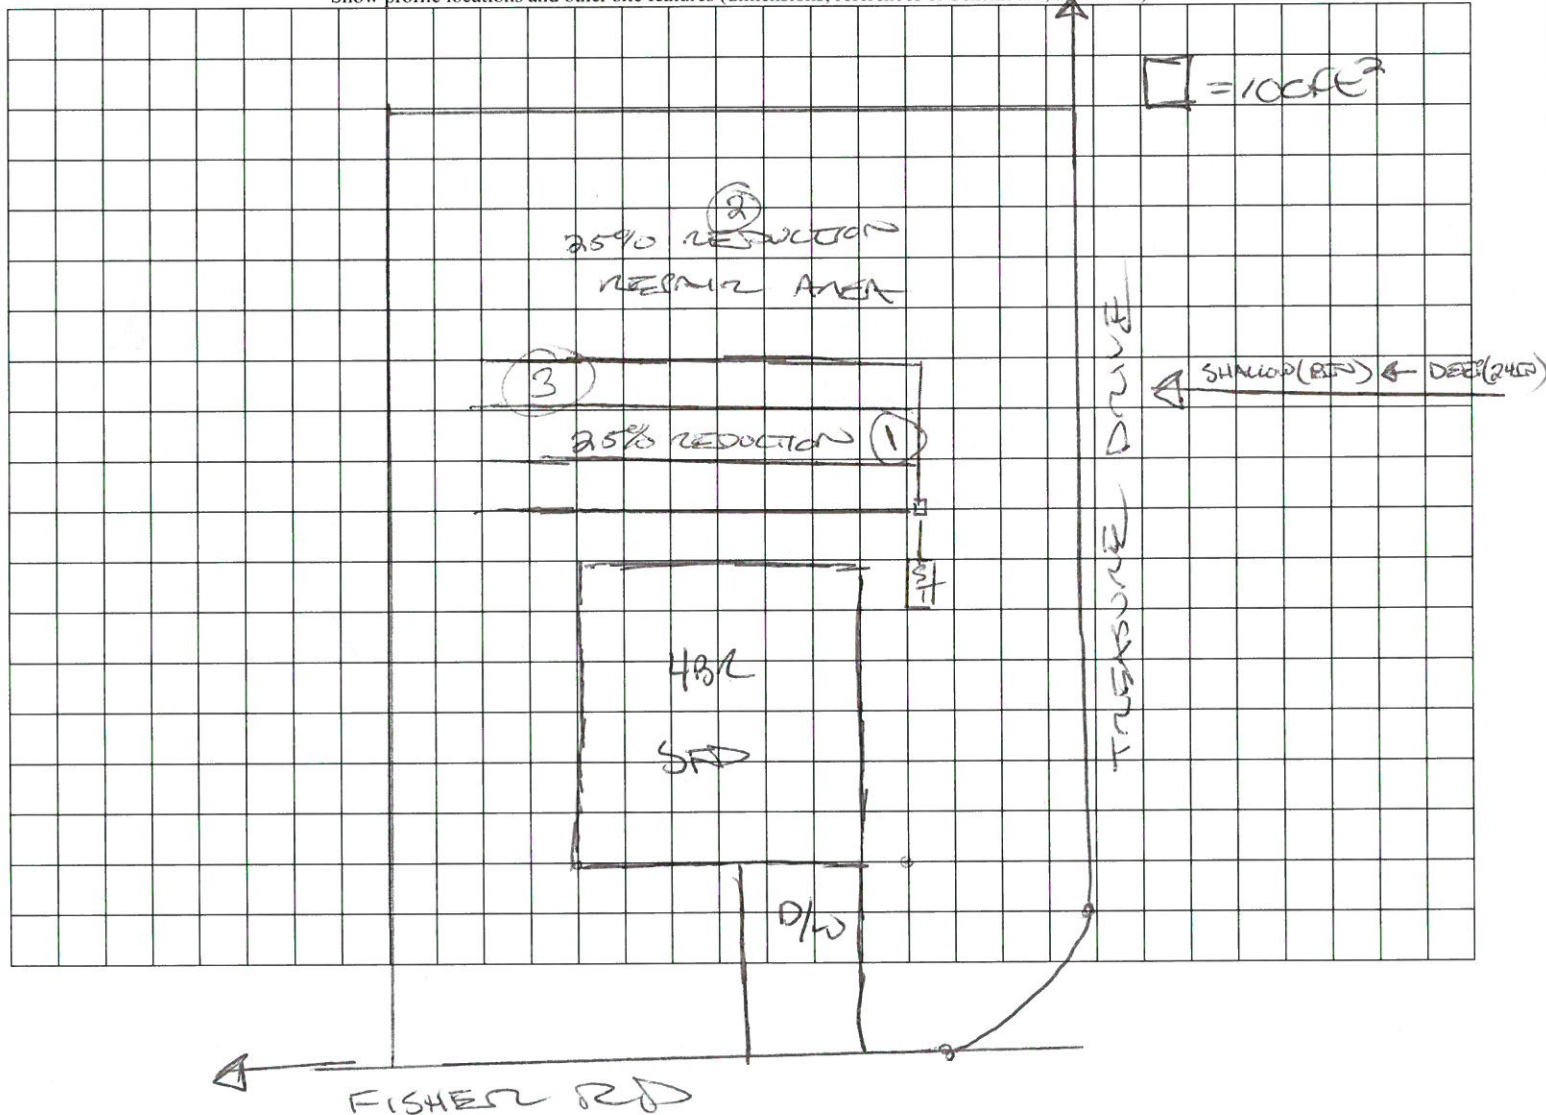 □ = 100ft²
②
25% REDUCTION
REPAIR AREA
③
25% REDUCTION ①
SHALLOW ← DEEP(24IN)
TREASURE DRIVE
ST
4BR
SFD
D/W
FISHER RD